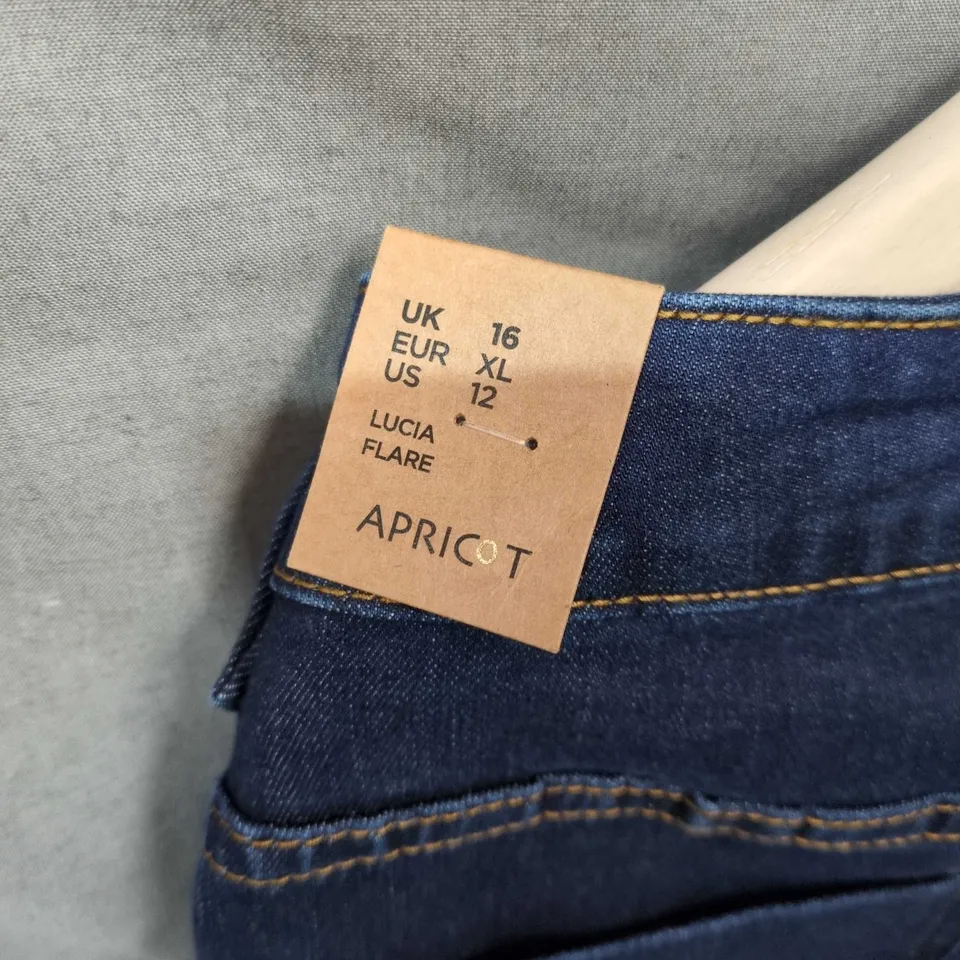 UK 16
EUR XL
US 12
LUCIA
FLARE
APRICOT